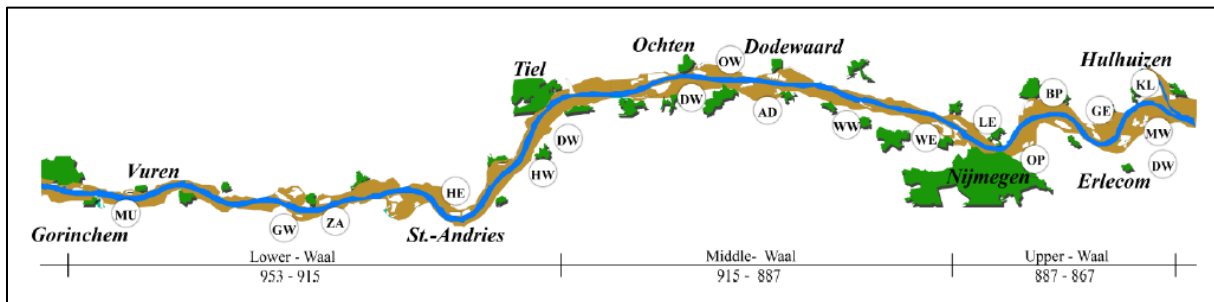 Ochten
Dodewaard
Hulhuizen
Tiel
OW
KL
BP
DW
AD
GE
LE
WW
MW
DW
WE
OP
DW
HW
Vuren
HE
Nijmegen
Erlecom
MU
GW
ZA
Gorinchem
St.-Andries
Lower - Waal
Middle- Waal
Upper - Waal
953 - 915
915 - 887
887 - 867